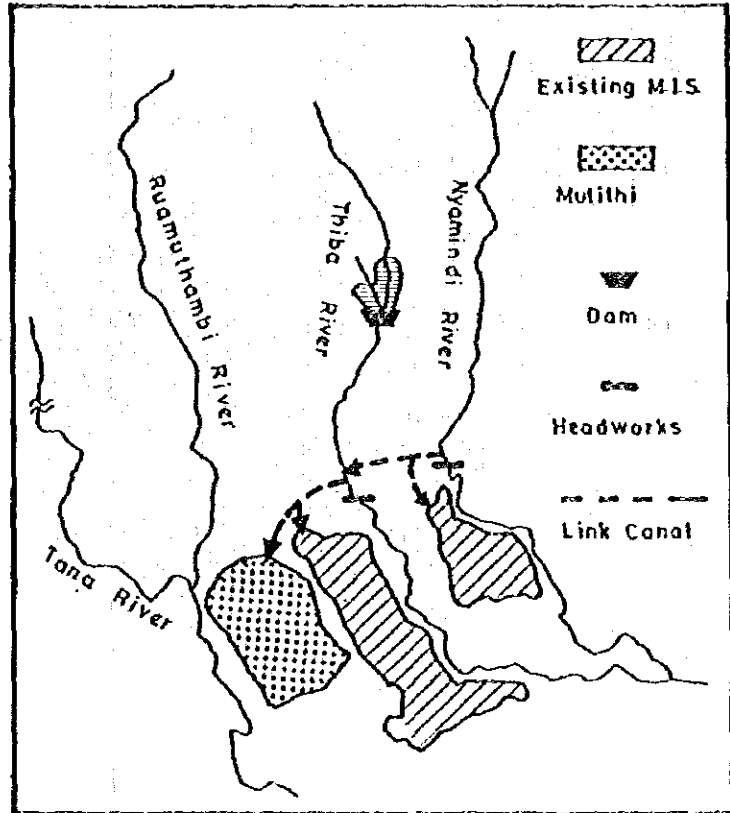 Existing M.I.S.
Mutithi
Dam
Headworks
Link Canal
Ruamuthambi River
Thiba River
Nyamindi River
Tana River